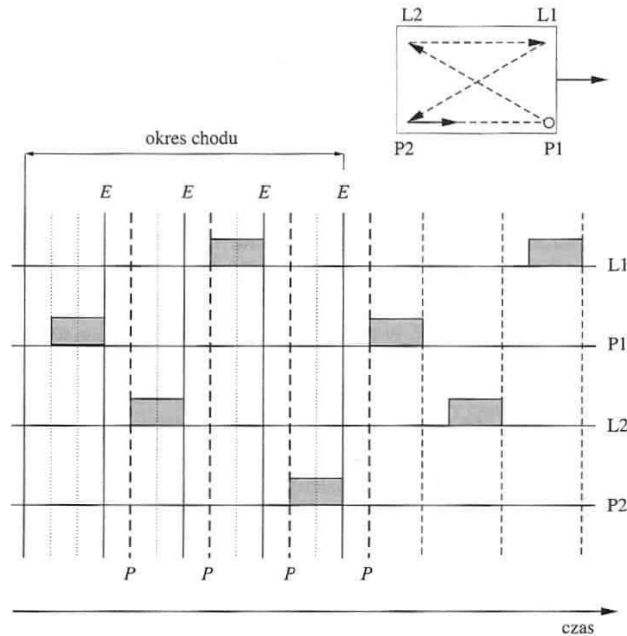 L2 L1
P2 P1
okres chodu
E E E E
L1
P1
L2
P2
P P P P
czas